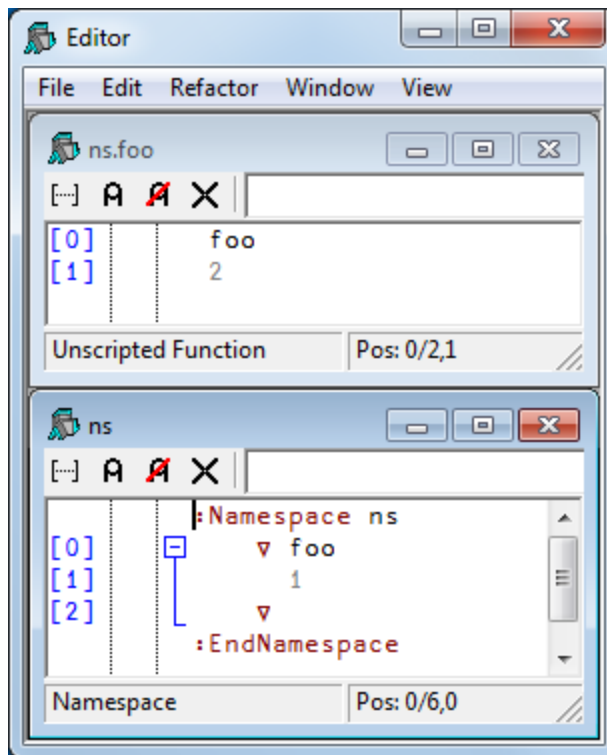 Editor
File Edit Refactor Window View
ns.foo
[0] foo
[1] 2
Unscripted Function Pos: 0/2,1
ns
:Namespace ns
[0] ∇ foo
[1] 1
[2] ∇
:EndNamespace
Namespace Pos: 0/6,0